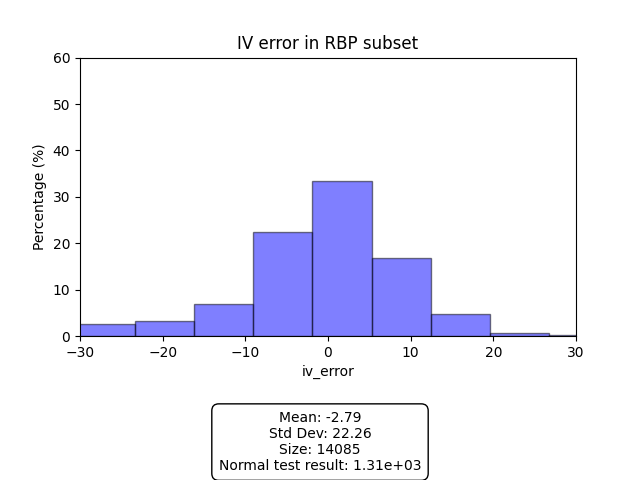 IV error in RBP subset
60
50
40
30
20
10
0
Percentage (%)
−30 −20 −10 0 10 20 30
iv_error
Mean: -2.79
Std Dev: 22.26
Size: 14085
Normal test result: 1.31e+03